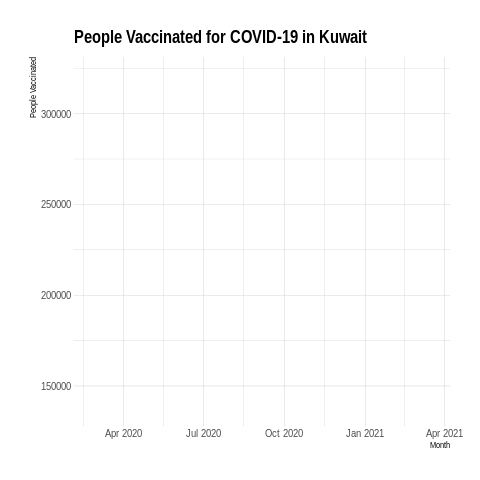 People Vaccinated for COVID-19 in Kuwait
People Vaccinated
300000
250000
200000
150000
Apr 2020
Jul 2020
Oct 2020
Jan 2021
Apr 2021
Month